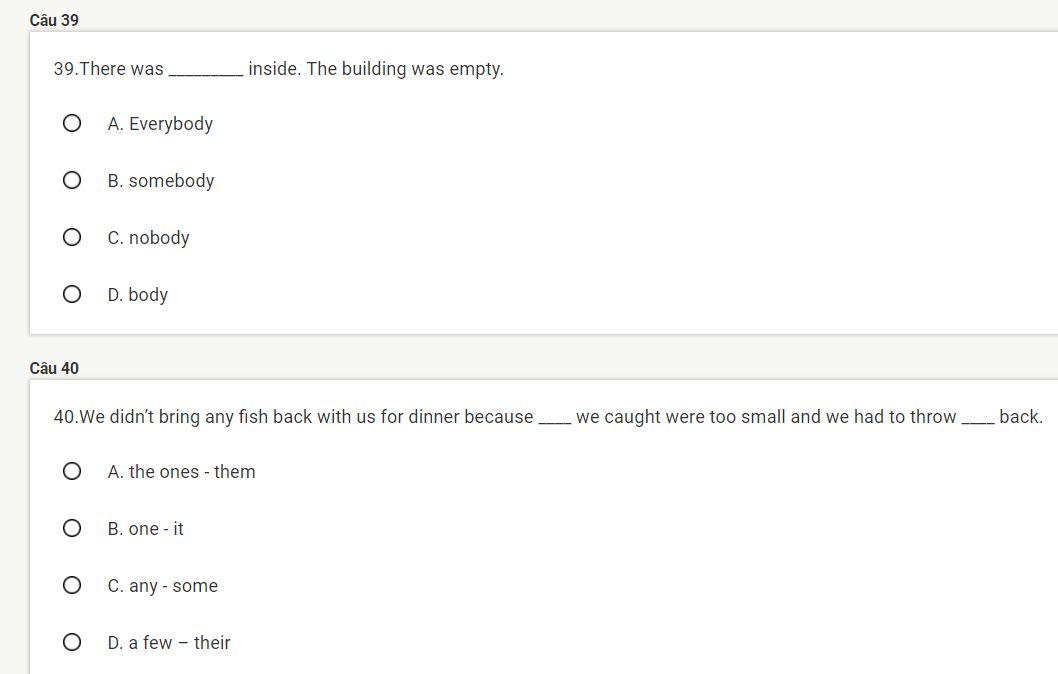 Câu 39
39.There was _________ inside. The building was empty.
A. Everybody
B. somebody
C. nobody
D. body
Câu 40
40.We didn’t bring any fish back with us for dinner because ____ we caught were too small and we had to throw ____ back.
A. the ones - them
B. one - it
C. any - some
D. a few – their